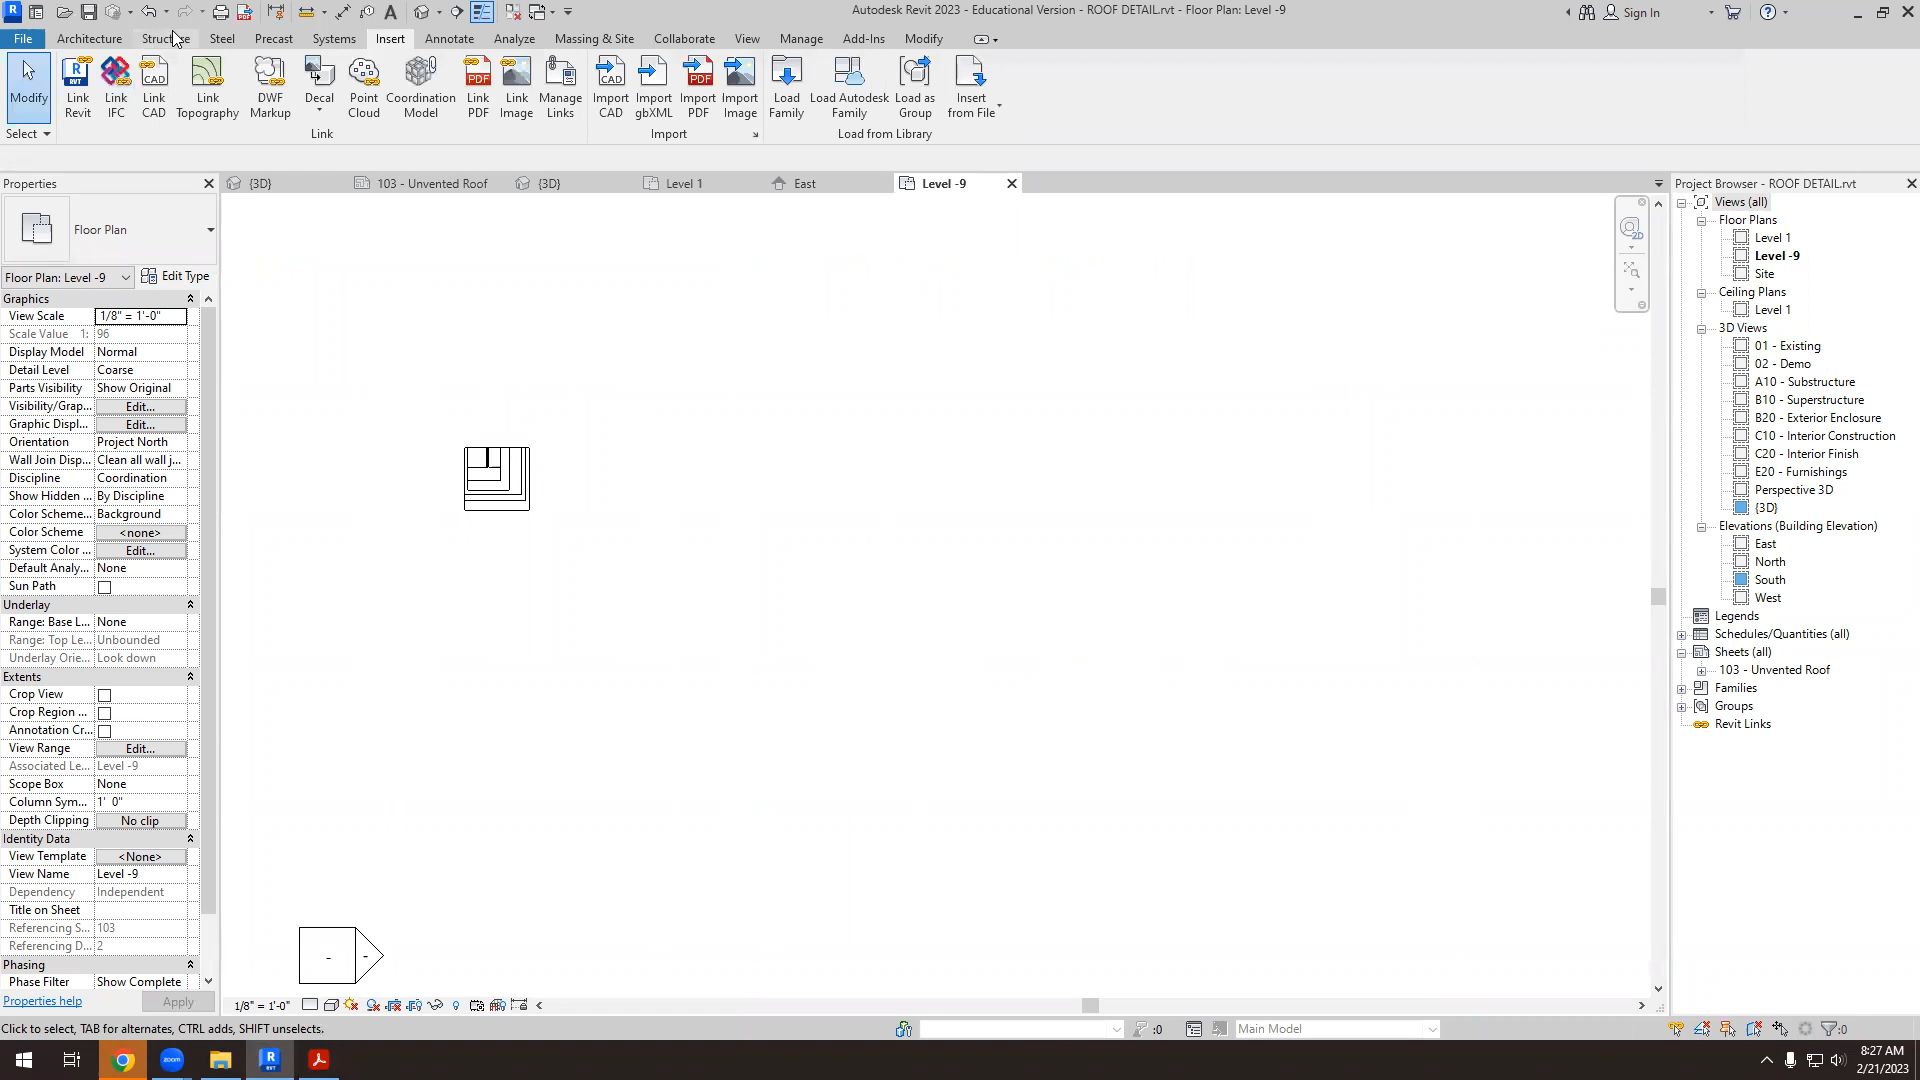 Autodesk Revit 2023 - Educational Version - ROOF DETAIL.rvt - Floor Plan: Level -9
Sign In
File Architecture Structure Steel Precast Systems Insert Annotate Analyze Massing & Site Collaborate View Manage Add-Ins Modify
Modify
Link Revit
Link IFC
Link CAD
Link Topography
DWF Markup
Decal
Point Cloud
Coordination Model
Link PDF
Link Image
Manage Links
Import CAD
Import gbXML
Import PDF
Import Image
Load Family
Load Autodesk Family
Load as Group
Insert from File
Select
Link
Import
Load from Library
Properties
{3D}
103 - Unvented Roof
{3D}
Level 1
East
Level -9
Project Browser - ROOF DETAIL.rvt
Floor Plan
Floor Plan: Level -9
Edit Type
Graphics
View Scale 1/8" = 1'-0"
Scale Value 1: 96
Display Model Normal
Detail Level Coarse
Parts Visibility Show Original
Visibility/Grap... Edit...
Graphic Displ... Edit...
Orientation Project North
Wall Join Disp... Clean all wall j...
Discipline Coordination
Show Hidden ... By Discipline
Color Scheme... Background
Color Scheme <none>
System Color ... Edit...
Default Analy... None
Sun Path
Underlay
Range: Base L... None
Range: Top Le... Unbounded
Underlay Orie... Look down
Extents
Crop View
Crop Region ...
Annotation Cr...
View Range Edit...
Associated Le... Level -9
Scope Box None
Column Sym... 1' 0"
Depth Clipping No clip
Identity Data
View Template <None>
View Name Level -9
Dependency Independent
Title on Sheet
Referencing S... 103
Referencing D... 2
Phasing
Phase Filter Show Complete
Properties help
Apply
- -
2D
Views (all)
Floor Plans
Level 1
Level -9
Site
Ceiling Plans
Level 1
3D Views
01 - Existing
02 - Demo
A10 - Substructure
B10 - Superstructure
B20 - Exterior Enclosure
C10 - Interior Construction
C20 - Interior Finish
E20 - Furnishings
Perspective 3D
{3D}
Elevations (Building Elevation)
East
North
South
West
Legends
Schedules/Quantities (all)
Sheets (all)
103 - Unvented Roof
Families
Groups
Revit Links
1/8" = 1'-0"
Click to select, TAB for alternates, CTRL adds, SHIFT unselects.
:0
Main Model
:0
zoom
R
RVT
8:27 AM
2/21/2023